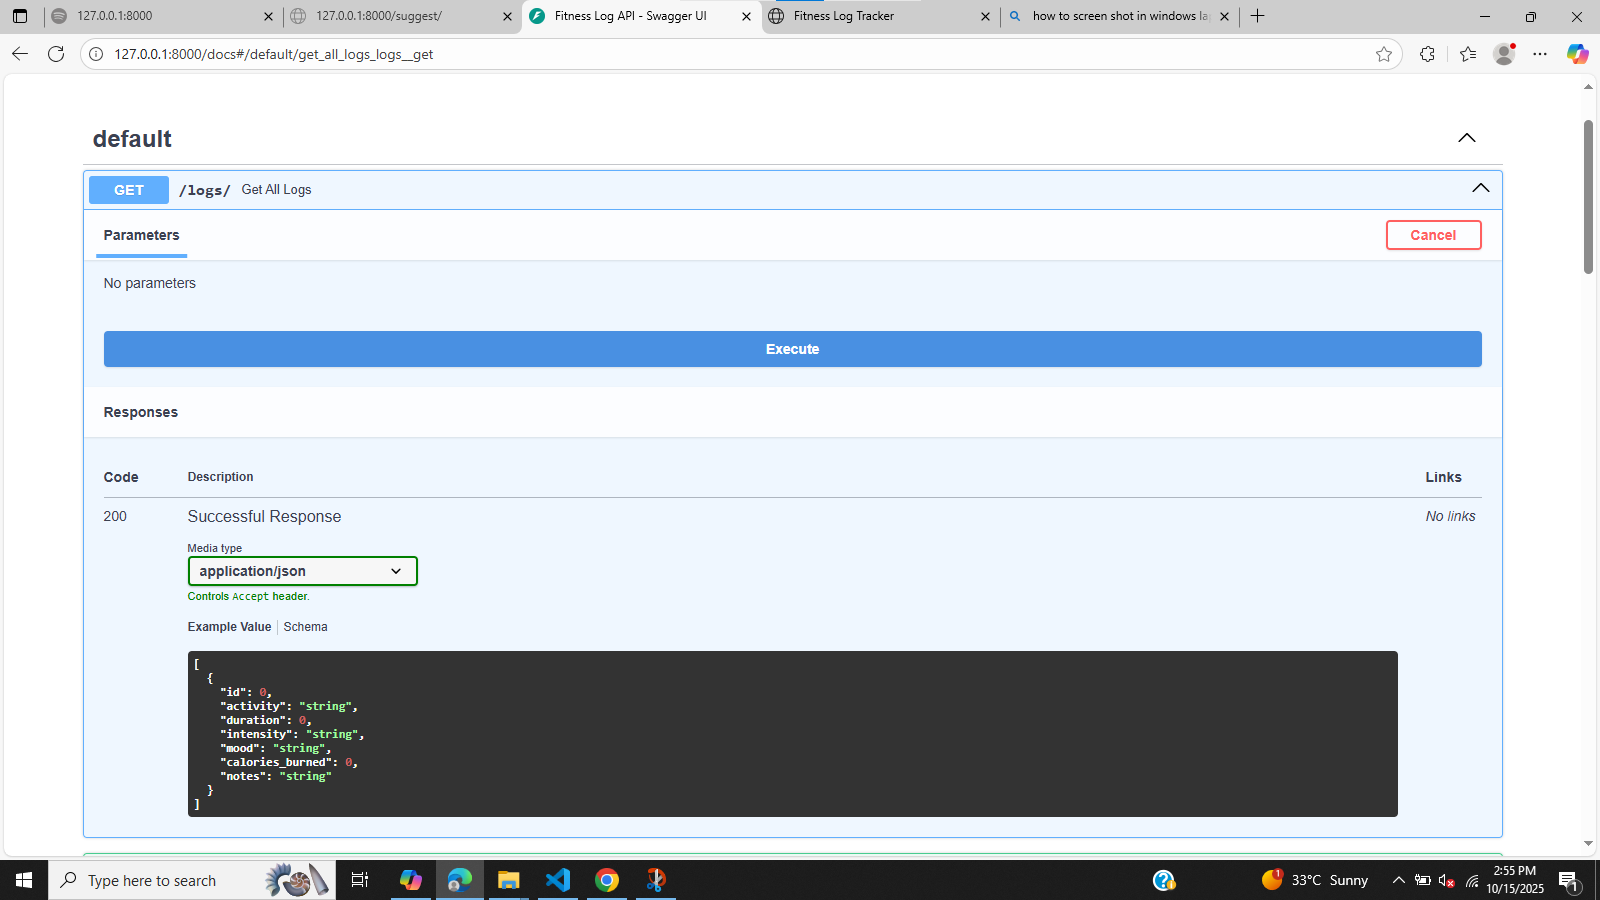 127.0.0.1:8000
127.0.0.1:8000/suggest/
Fitness Log API - Swagger UI
Fitness Log Tracker
how to screen shot in windows la
127.0.0.1:8000/docs#/default/get_all_logs_logs__get
default
GET /logs/ Get All Logs
Parameters
Cancel
No parameters
Execute
Responses
Code Description Links
200 Successful Response No links
Media type
application/json
Controls Accept header.
Example Value Schema
[
{
"id": 0,
"activity": "string",
"duration": 0,
"intensity": "string",
"mood": "string",
"calories_burned": 0,
"notes": "string"
}
]
Type here to search
1
33°C Sunny
2:55 PM
10/15/2025
1